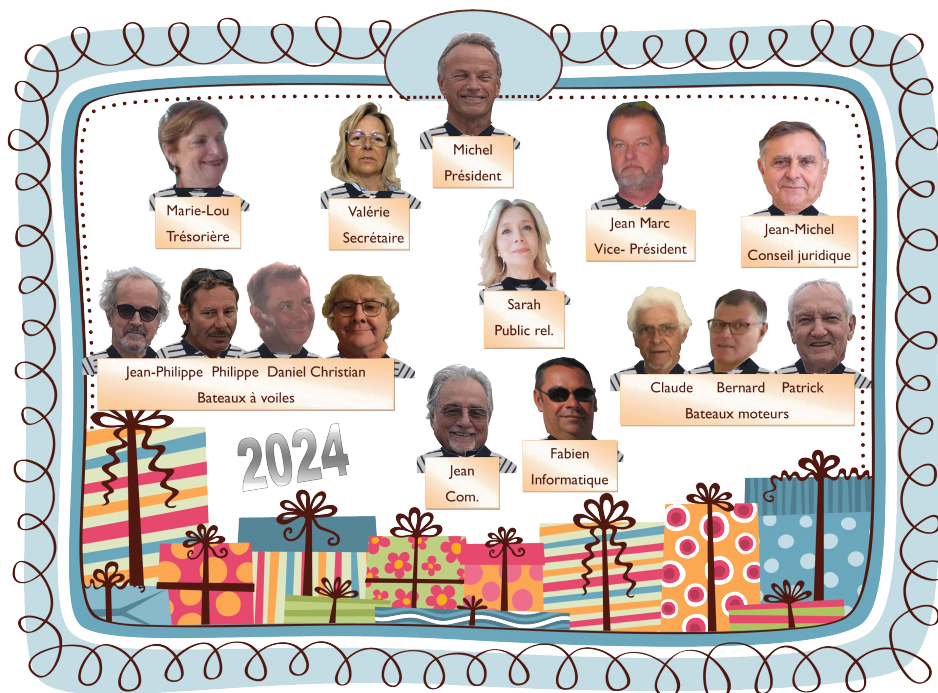 Michel
Président
Marie-Lou
Trésorière
Valérie
Secrétaire
Jean Marc
Vice- Président
Jean-Michel
Conseil juridique
Sarah
Public rel.
Jean-Philippe Philippe Daniel Christian
Bateaux à voiles
Claude Bernard Patrick
Bateaux moteurs
2024
Jean
Com.
Fabien
Informatique